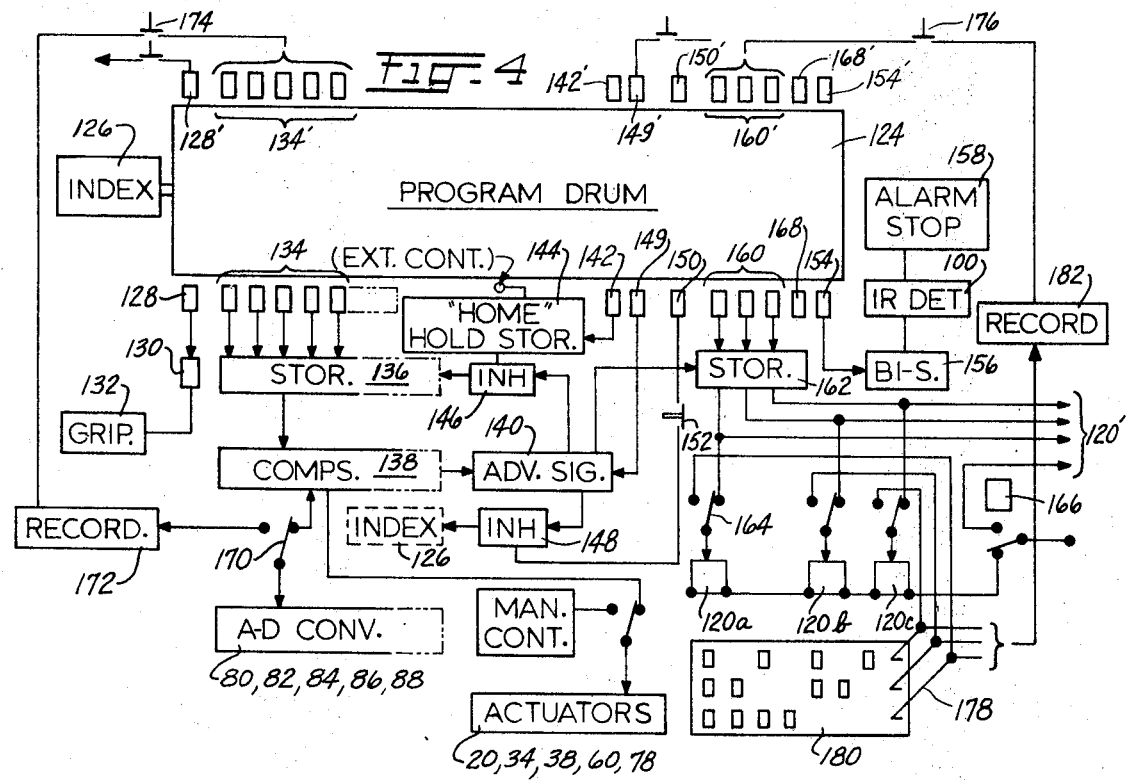 174
176
Fig. 4
142'
150'
168'
154'
128'
134'
149'
160'
124
126
INDEX
PROGRAM DRUM
158
ALARM
STOP
134
(EXT. CONT.)
144
142
149
150
160
168
154
100
128
"HOME"
HOLD STOR.
IR DET.
182
RECORD
130
STOR. 136
INH
STOR.
162
BI-S.
156
132
146
GRIP.
140
152
120'
COMPS. 138
ADV. SIG.
166
RECORD.
170
INDEX
INH
164
172
126
148
120a
120b
120c
A-D CONV.
MAN.
CONT.
80, 82, 84, 86, 88
178
ACTUATORS
180
20, 34, 38, 60, 78